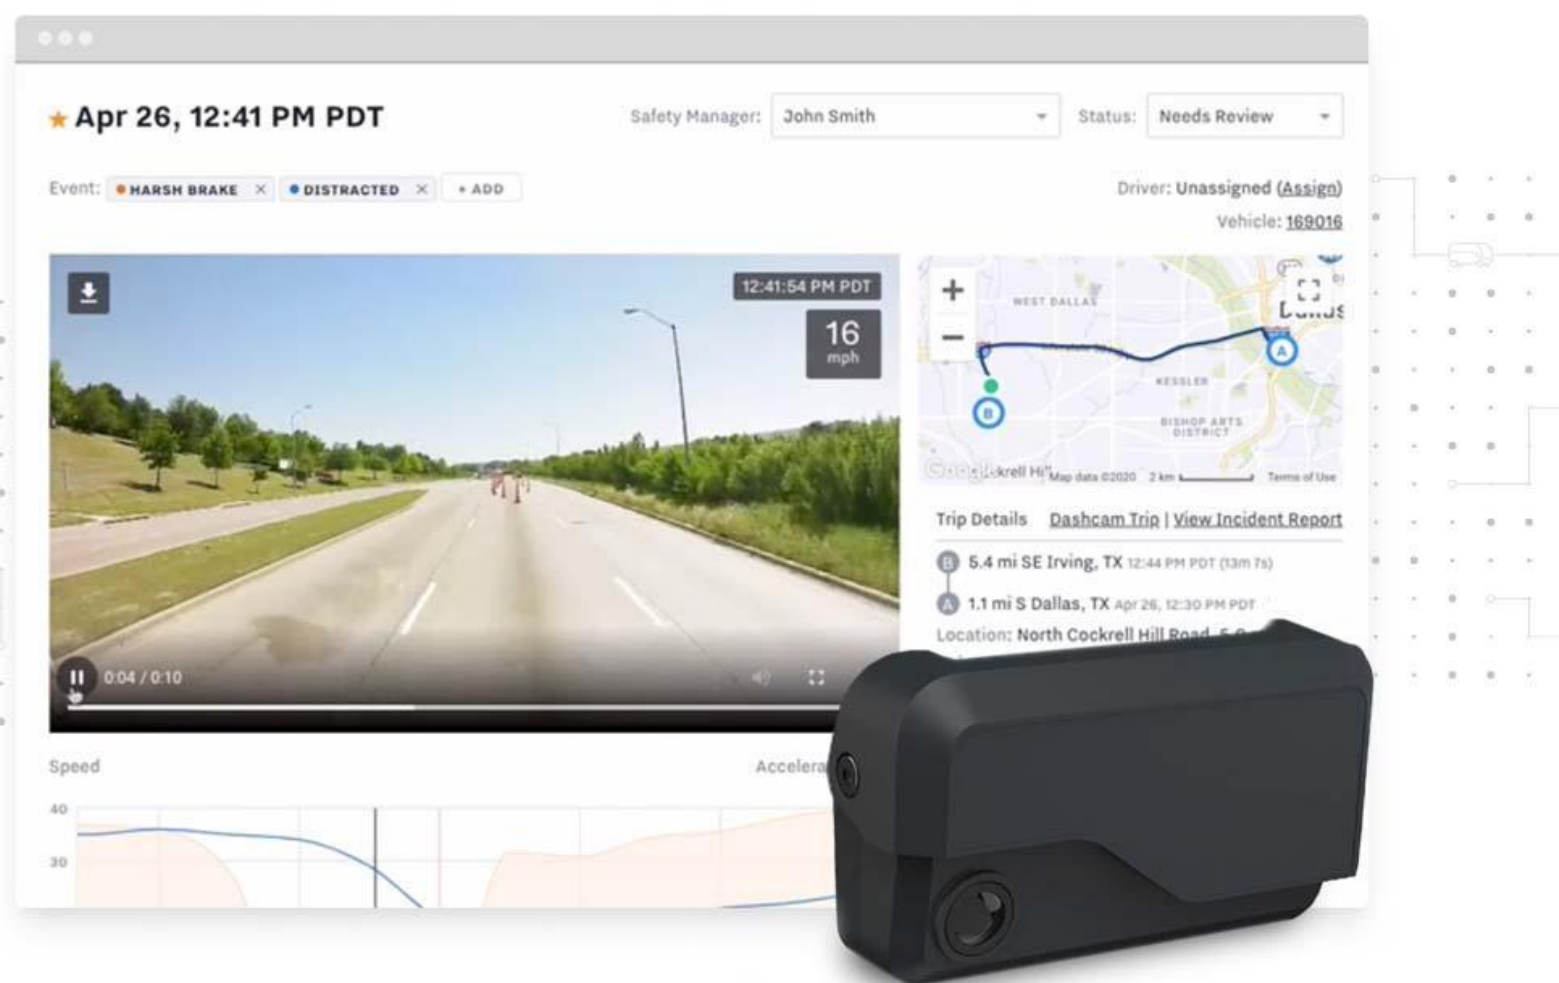 Apr 26, 12:41 PM PDT
Safety Manager: John Smith
Status: Needs Review
Event: HARSH BRAKE × DISTRACTED × + ADD
Driver: Unassigned (Assign)
Vehicle: 169016
12:41:54 PM PDT
16
mph
0:04 / 0:10
+
−
WEST DALLAS
A
KESSLER
B
BISHOP ARTS
DISTRICT
Google
Map data ©2020 2 km Terms of Use
Trip Details Dashcam Trip | View Incident Report
B 5.4 mi SE Irving, TX 12:44 PM PDT (13m 7s)
A 1.1 mi S Dallas, TX Apr 26, 12:30 PM PDT
Location: North Cockrell Hill Road
Speed
Accelera
40
30